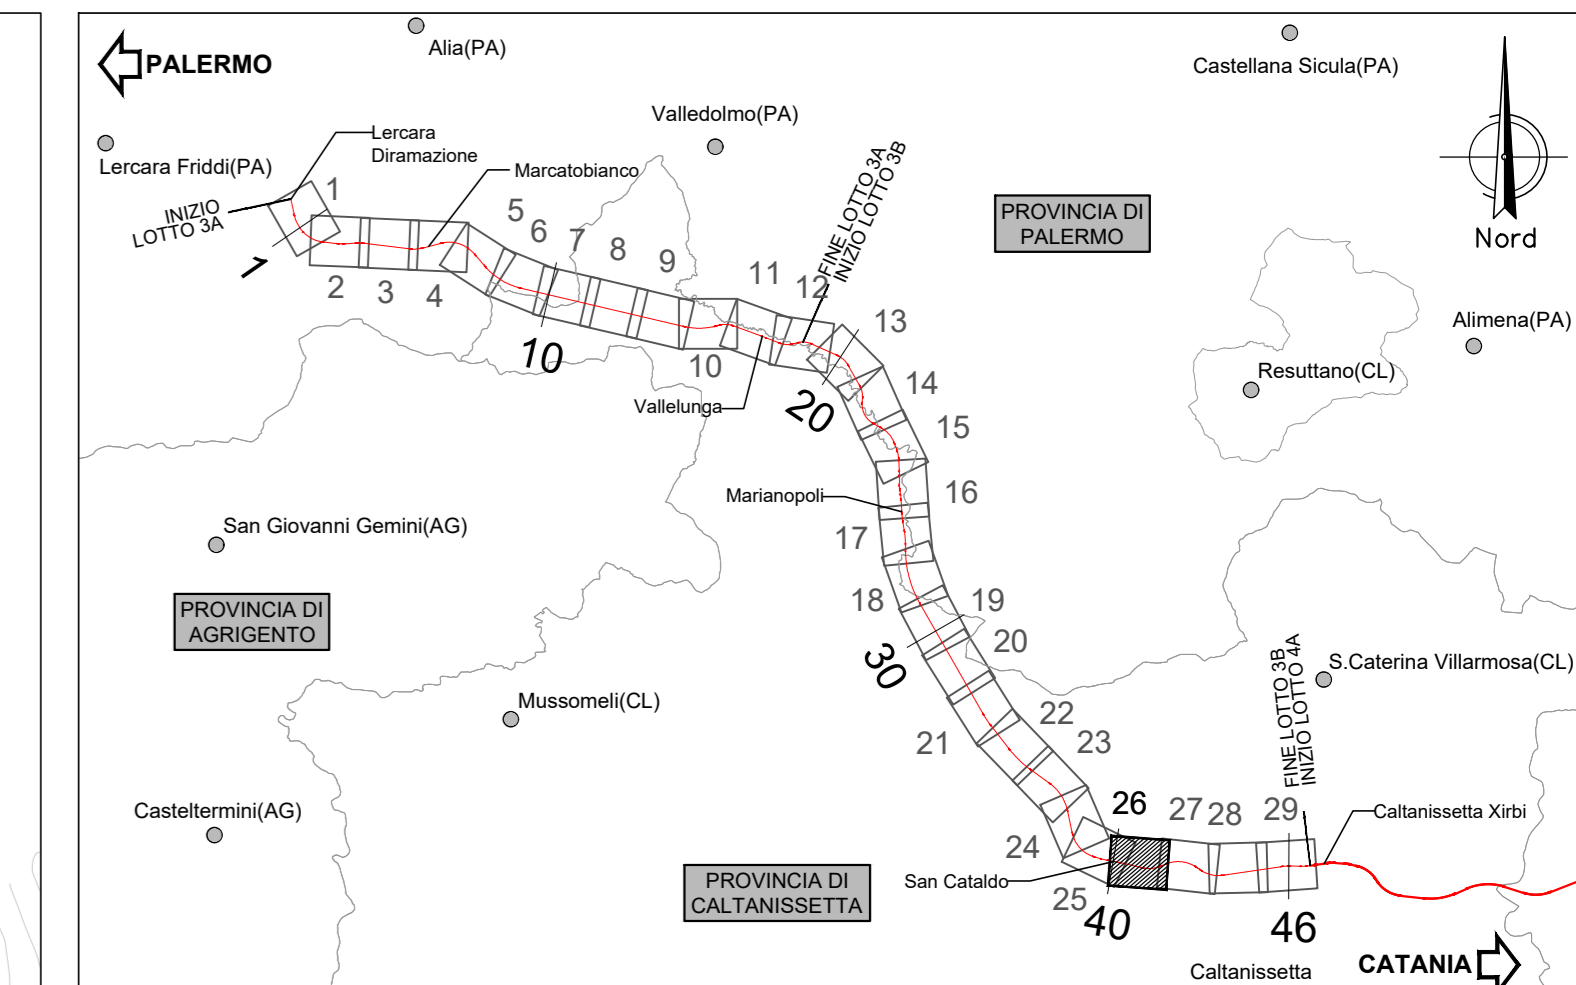 PALERMO
Alia(PA)
Castellana Sicula(PA)
Valledolmo(PA)
Lercara
Diramazione
Lercara Friddi(PA)
Marcatobianco
INIZIO
LOTTO 3A
FINE LOTTO 3A
INIZIO LOTTO 3B
PROVINCIA DI
PALERMO
Nord
1
1
2
3
4
5
6
7
8
9
10
10
11
12
13
20
Vallelunga
Alimena(PA)
Resuttano(CL)
14
15
Marianopoli
16
17
San Giovanni Gemini(AG)
PROVINCIA DI
AGRIGENTO
18
19
20
30
S.Caterina Villarmosa(CL)
FINE LOTTO 3B
INIZIO LOTTO 4A
Mussomeli(CL)
21
22
23
Casteltermini(AG)
24
25
26
27
28
29
Caltanissetta Xirbi
San Cataldo
PROVINCIA DI
CALTANISSETTA
40
46
Caltanissetta
CATANIA